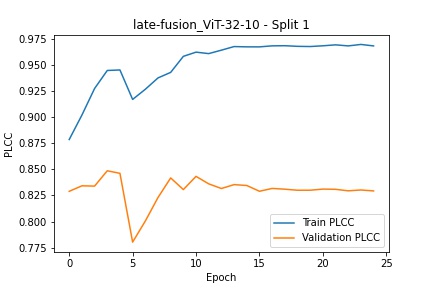 late-fusion_ViT-32-10 - Split 1
0.975
0.950
0.925
0.900
0.875
0.850
0.825
0.800
0.775
PLCC
Train PLCC
Validation PLCC
0 5 10 15 20 25
Epoch